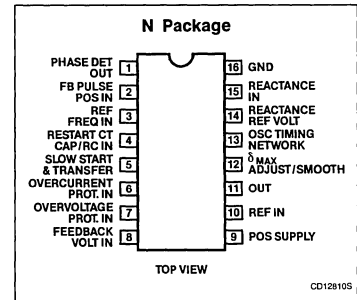 N Package
PHASE DET
OUT
1
FB PULSE
POS IN
2
REF
FREQ IN
3
RESTART CT
CAP/RC IN
4
SLOW START
& TRANSFER
5
OVERCURRENT
PROT. IN
6
OVERVOLTAGE
PROT. IN
7
FEEDBACK
VOLT IN
8
16 GND
15 REACTANCE
IN
14 REACTANCE
REF VOLT
13 OSC TIMING
NETWORK
12 δ MAX
ADJUST/SMOOTH
11 OUT
10 REF IN
9 POS SUPPLY
TOP VIEW
CD12810S